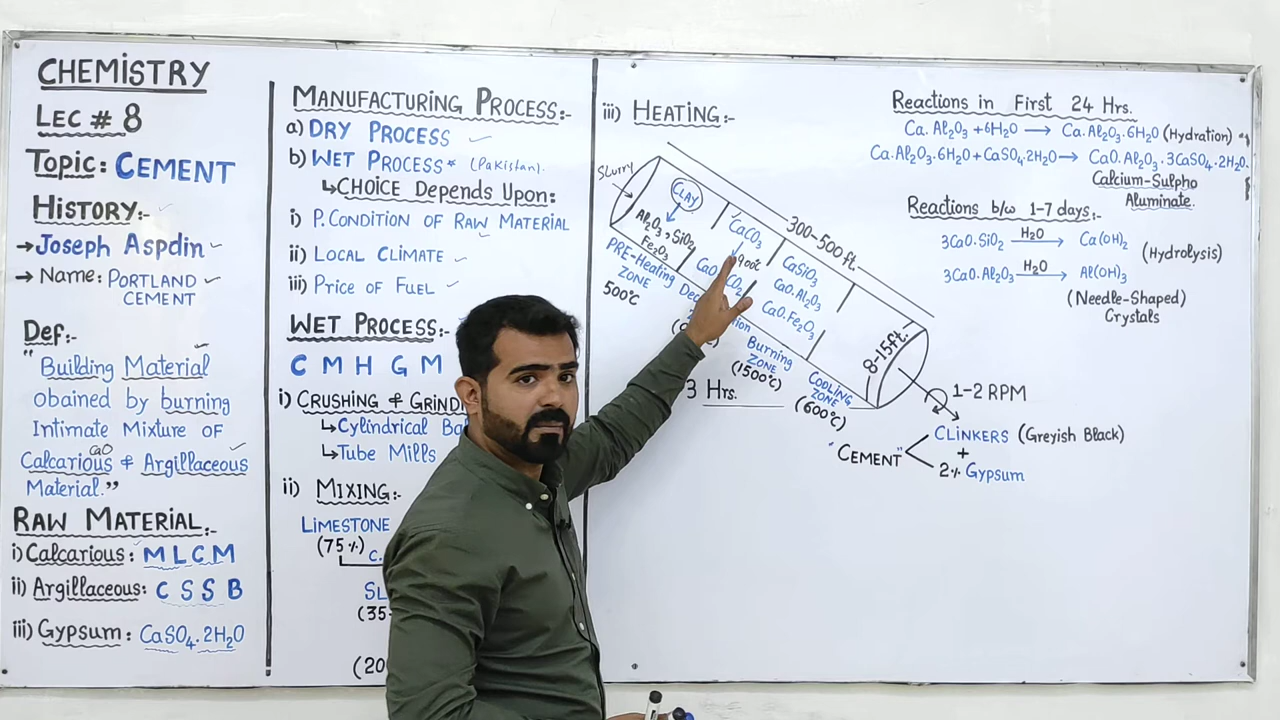 CHEMISTRY
LEC # 8
Topic: CEMENT
HISTORY:-
→ Joseph Aspdin
→ Name: PORTLAND
CEMENT
Def:-
"Building Material
obained by burning
Intimate Mixture of
Calcarious & Argillaceous
Material."
RAW MATERIAL:-
i) Calcarious: M L C M
ii) Argillaceous: C S S B
iii) Gypsum: CaSO₄.2H₂O
MANUFACTURING PROCESS:-
a) DRY PROCESS
b) WET PROCESS* (Pakistan).
↳CHOICE Depends Upon:
i) P. CONDITION OF RAW MATERIAL
ii) LOCAL CLIMATE
iii) PRICE OF FUEL
WET PROCESS:-
C M H G M
i) CRUSHING &
↳Cylindrical
↳Tube Mills
ii) MIXING:-
LIMESTONE
(75%)
iii) HEATING:-
SLURRY
CLAY
Al₂O₃, SiO₂
Fe₂O₃
PRE-Heating
ZONE
500°C
CaCO₃
900°C
CaSiO₃
CaO.Al₂O₃
CaO.Fe₂O₃
Burning
ZONE
(1500°C)
COOLING
ZONE
(600°C)
300-500 ft.
8-15ft.
3 Hrs.
1-2 RPM
"CEMENT"
CLINKERS (Greyish Black)
+
2% Gypsum
Reactions in First 24 Hrs.
Ca.Al₂O₃ + 6H₂O → Ca.Al₂O₃.6H₂O (Hydration)
Ca.Al₂O₃.6H₂O + CaSO₄.2H₂O → CaO.Al₂O₃.3CaSO₄.2H₂O.
Calcium-Sulpho
Aluminate.
Reactions b/w 1-7 days:-
3CaO.SiO₂ H₂O→ Ca(OH)₂
(Hydrolysis)
3CaO.Al₂O₃ H₂O→ Al(OH)₃
(Needle-Shaped)
Crystals